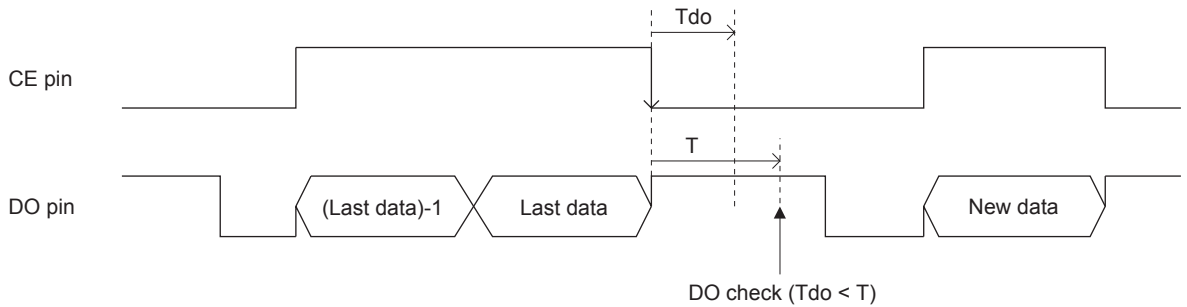 Tdo
CE pin
T
DO pin
(Last data)-1
Last data
New data
DO check (Tdo < T)